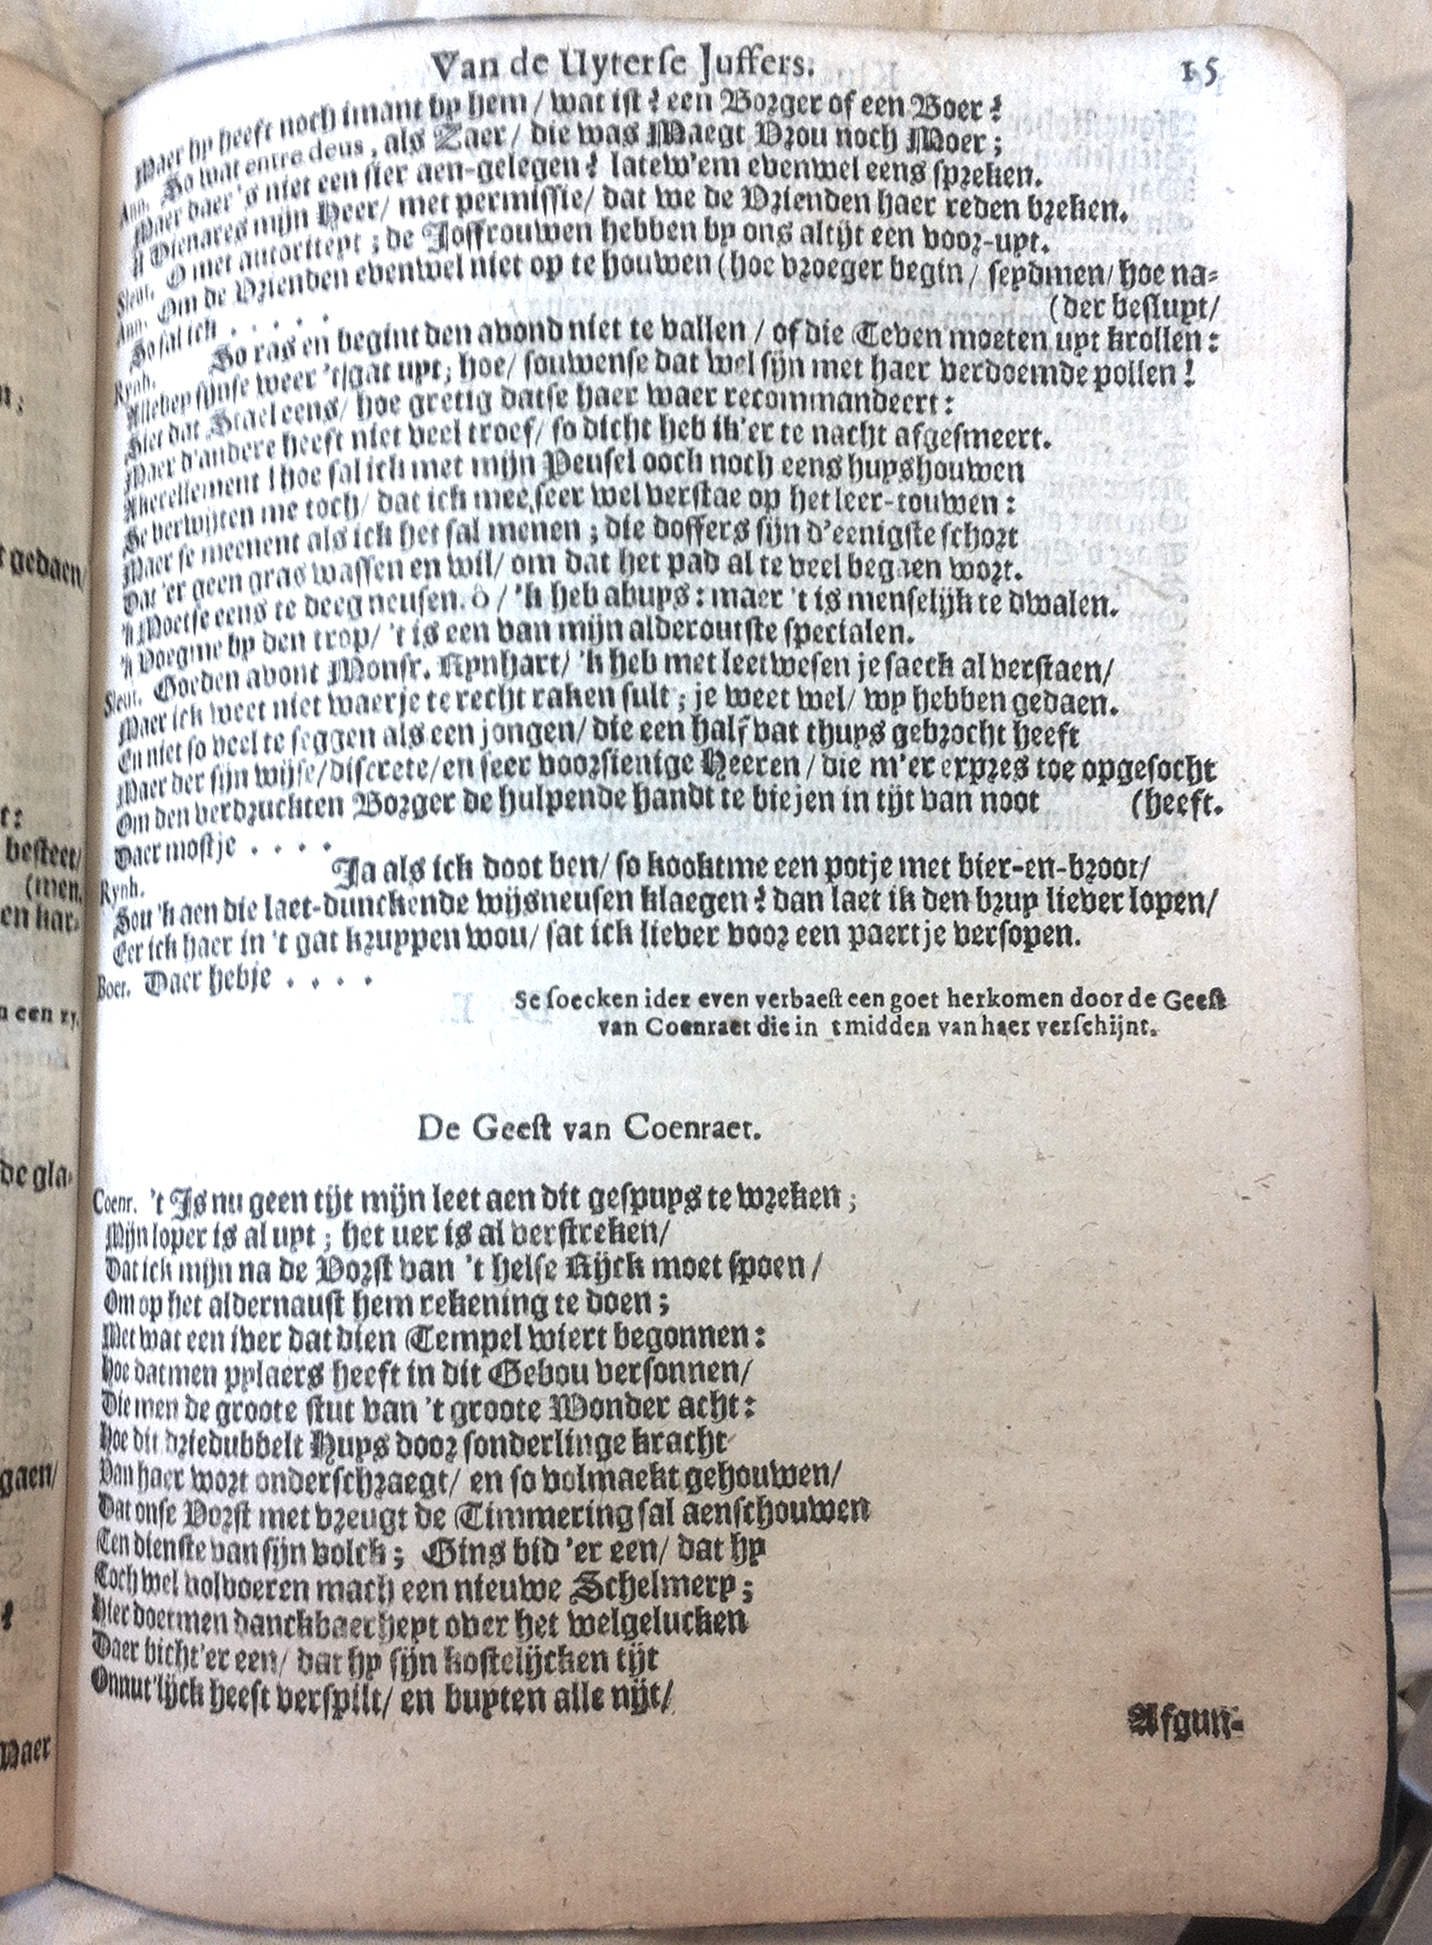 Van de Uyterse Juffers. 15
Maer hy heeft noch imant by hem / wat ist? een Borger of een Boer?
Ann. So wat entre deus, als Zaer / die was Maegt Vrou noch Moer;
Maer daer 's niet een sier aen-gelegen? latew'em evenwel eens spreken.
'k Dienares mijn Heer / met permissie / dat we de Vrienden haer reden breken.
Sleut. O met autoriteyt; de Joffrouwen hebben by ons altijt een voor-uyt.
Ann. Om de Vrienden evenwel niet op te houwen (hoe vroeger begin / seydmen / hoe na-
(der besluyt /
So sal ick . . . . .
Rynh. So ras en begint den avond niet te vallen / of die Teven moeten uyt krollen:
Allebey synse weer 't gat uyt; hoe / souwense dat wel sijn met haer verdoemde pollen!
Siet dat Stael eens / hoe gretig datse haer waer recommandeert:
Maer d'andere heeft niet veel troef / so dicht heb ik'er te nacht afgesmeert.
Akerellement! hoe sal ick met mijn Peusel ooch noch eens huyshouwen
Se verwijten me toch / dat ick mee seer wel verstae op het leer-touwen:
Maer se meenent als ick het sal menen; die doffers sijn d'eenigste schort
Dat 'er geen gras wassen en wil / om dat het pad al te veel begaen wort.
'k Moetse eens te deeg neusen. ô / 'k heb abuys: maer 't is menselijk te dwalen.
'k Voegme by den trop / 't is een van mijn alderoutste specialen.
Sleut. Goeden avont Monsr. Rynhart / 'k heb met leetwesen je saeck al verstaen /
Maer ick weet niet waer je te recht raken sult; je weet wel / wy hebben gedaen.
En niet so veel te seggen als een jongen / die een half vat thuys gebrocht heeft
Maer der sijn wijse / discrete / en seer voorsienige Heeren / die m'er expres toe opgesocht
Om den verdruckten Borger de hulpende handt te biejen in tijt van noot (heeft.
Daer mostje . . . .
Rynh. Ja als ick doot ben / so kooktme een potje met bier-en-broot /
Sou 'k aen die laet-dunckende wijsneusen klaegen? dan laet ik den bruy liever lopen /
Eer ick haer in 't gat kruypen wou / sat ick liever voor een paertje versopen.
Boer. Daer hebje . . . .
Se soecken ider even verbaest een goet herkomen door de Geest
van Coenraet die in t midden van haer verschijnt.
De Geest van Coenraet.
Coenr. 't Is nu geen tijt mijn leet aen dit gespuys te wreken;
Mijn loper is al uyt; het uer is al verstreken /
Dat ick mijn na de Vorst van 't helse Rijck moet spoen /
Om op het aldernaust hem rekening te doen;
Met wat een iver dat dien Tempel wiert begonnen:
Hoe datmen pylaers heeft in dit Gebou versonnen /
Die men de groote stut van 't groote Wonder acht:
Hoe dit driedubbelt Huys door sonderlinge kracht
Van haer wort onderschraegt / en so volmaekt gehouwen /
Dat onse Vorst met vreugt de Timmering sal aenschouwen
Ten dienste van sijn volck; Gins bid 'er een / dat hy
Toch wel volvoeren mach een nieuwe Schelmery;
Hier doetmen danckbaerheyt over het welgelucken
Daer bicht'er een / dat hy sijn kostelijcken tijt
Onnut'lijck heeft verspilt / en buyten alle nijt /
Afgun-